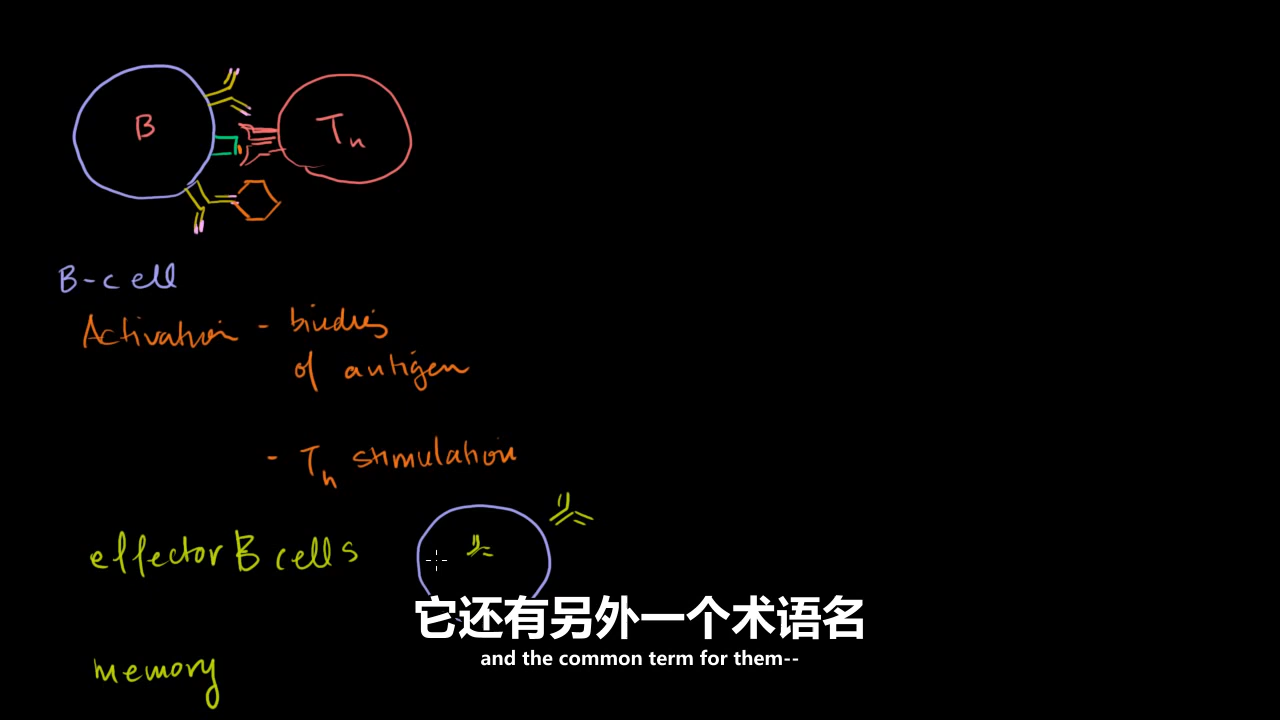 B
Th
B-cell
Activation - binding
of antigen
- Th stimulation
effector B cells
它还有另外一个术语名
and the common term for them--
memory